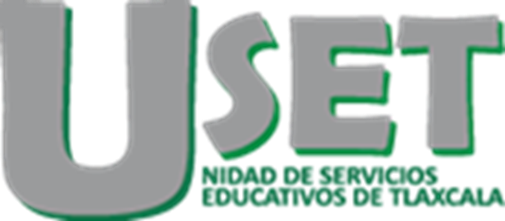 USET
NIDAD DE SERVICIOS
EDUCATIVOS DE TLAXCALA